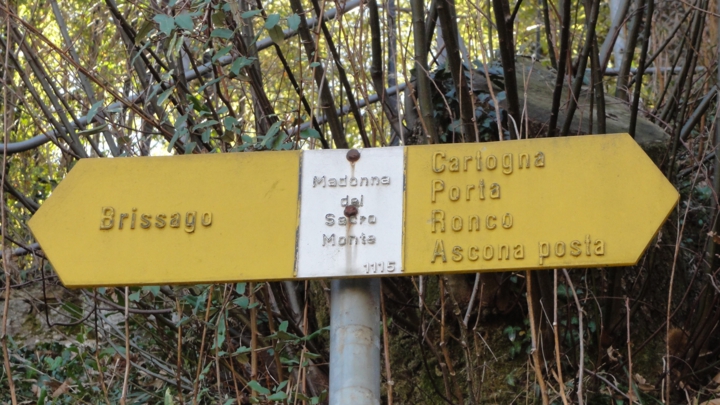 Brissago
Madonna
del
Sacro
Monte
1115
Cartogna
Porta
Ronco
Ascona posta